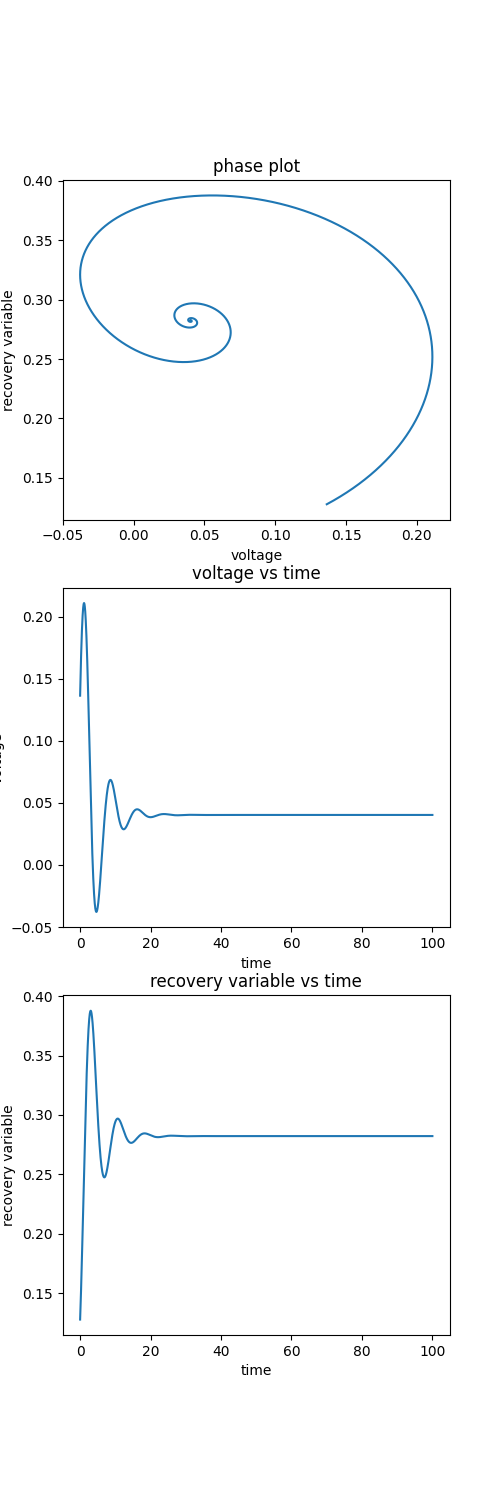 phase plot
0.40
0.35
0.30
0.25
0.20
0.15
recovery variable
−0.05 0.00 0.05 0.10 0.15 0.20
voltage
voltage vs time
0.20
0.15
0.10
0.05
0.00
−0.05
0 20 40 60 80 100
time
recovery variable vs time
0.40
0.35
0.30
0.25
0.20
0.15
recovery variable
0 20 40 60 80 100
time